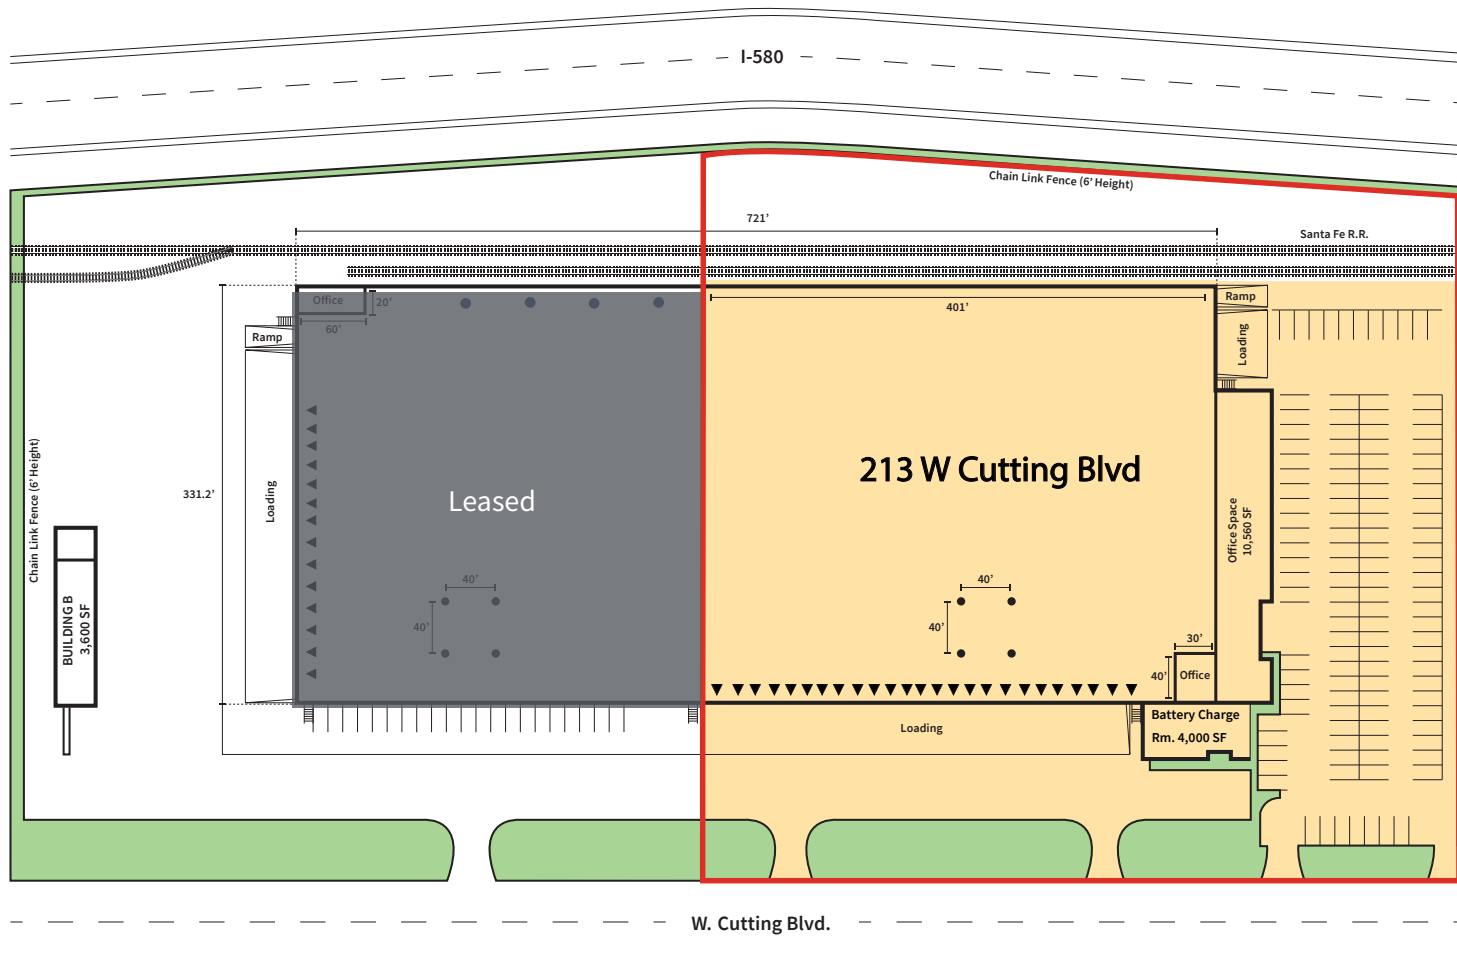 I-580
Chain Link Fence (6' Height)
721'
Santa Fe R.R.
Office
20'
60'
Ramp
401'
Ramp
Loading
331.2'
Loading
Chain Link Fence (6' Height)
BUILDING B
3,600 SF
Leased
213 W Cutting Blvd
Office Space
10,560 SF
40'
40'
40'
40'
30'
40'
Office
Loading
Battery Charge
Rm. 4,000 SF
W. Cutting Blvd.